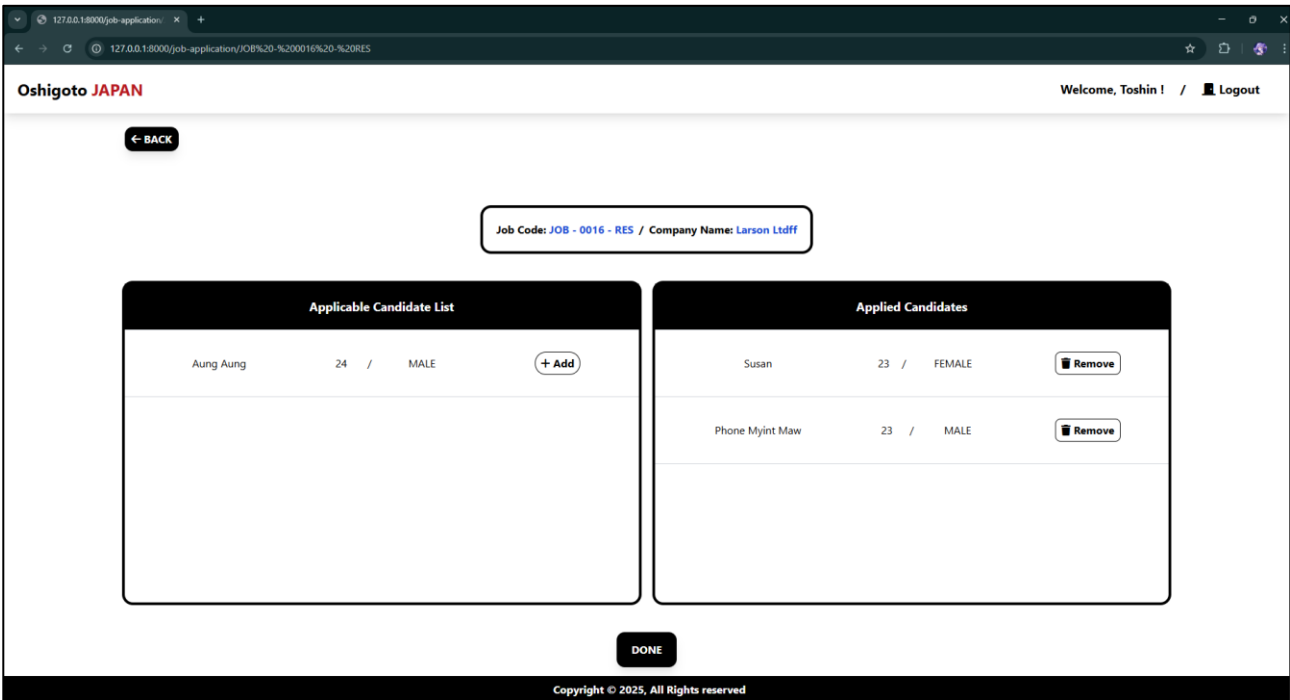 127.0.0.1:8000/job-application/
127.0.0.1:8000/job-application/JOB%20-%200016%20-%20RES
Oshigoto JAPAN
Welcome, Toshin ! / Logout
← BACK
Job Code: JOB - 0016 - RES / Company Name: Larson Ltdff
Applicable Candidate List
Aung Aung 24 / MALE + Add
Applied Candidates
Susan 23 / FEMALE Remove
Phone Myint Maw 23 / MALE Remove
DONE
Copyright © 2025, All Rights reserved